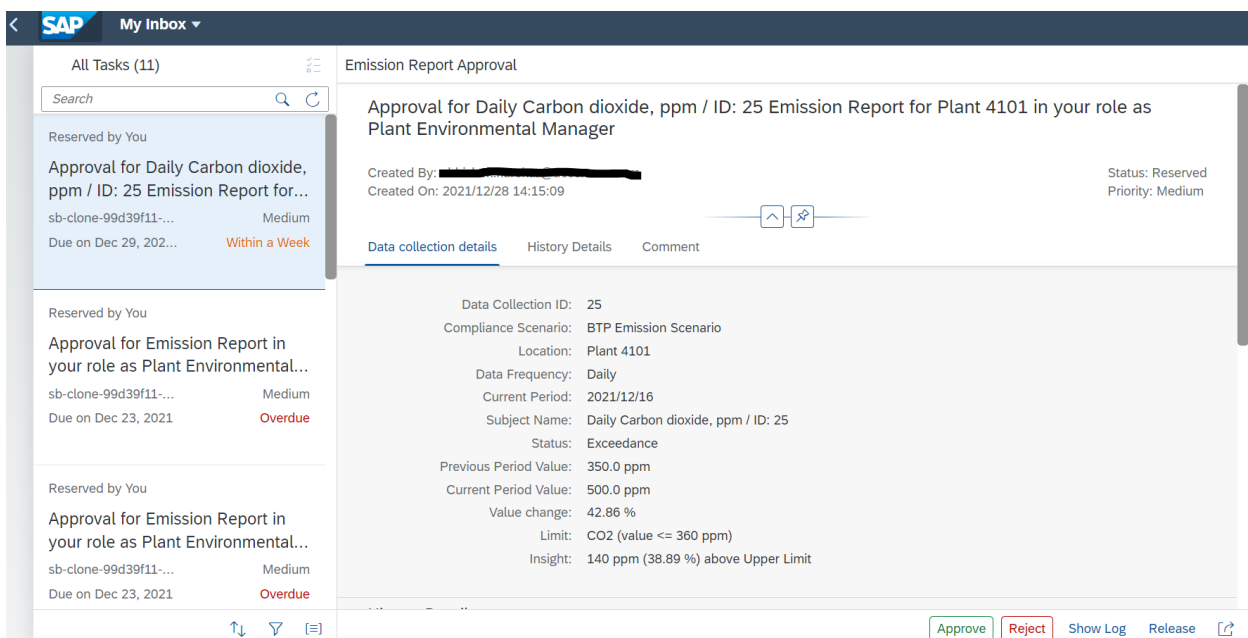 SAP My Inbox
All Tasks (11)
Search
Reserved by You
Approval for Daily Carbon dioxide,
ppm / ID: 25 Emission Report for...
sb-clone-99d39f11-... Medium
Due on Dec 29, 202... Within a Week
Reserved by You
Approval for Emission Report in
your role as Plant Environmental...
sb-clone-99d39f11-... Medium
Due on Dec 23, 2021 Overdue
Reserved by You
Approval for Emission Report in
your role as Plant Environmental...
sb-clone-99d39f11-... Medium
Due on Dec 23, 2021 Overdue
Emission Report Approval
Approval for Daily Carbon dioxide, ppm / ID: 25 Emission Report for Plant 4101 in your role as
Plant Environmental Manager
Created By: Status: Reserved
Created On: 2021/12/28 14:15:09 Priority: Medium
Data collection details History Details Comment
Data Collection ID: 25
Compliance Scenario: BTP Emission Scenario
Location: Plant 4101
Data Frequency: Daily
Current Period: 2021/12/16
Subject Name: Daily Carbon dioxide, ppm / ID: 25
Status: Exceedance
Previous Period Value: 350.0 ppm
Current Period Value: 500.0 ppm
Value change: 42.86 %
Limit: CO2 (value <= 360 ppm)
Insight: 140 ppm (38.89 %) above Upper Limit
Approve Reject Show Log Release